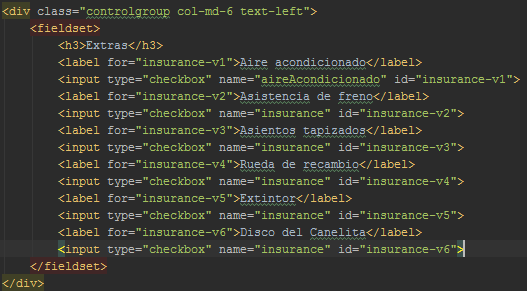 <div class="controlgroup col-md-6 text-left">
<fieldset>
<h3>Extras</h3>
<label for="insurance-v1">Aire acondicionado</label>
<input type="checkbox" name="aireAcondicionado" id="insurance-v1">
<label for="insurance-v2">Asistencia de freno</label>
<input type="checkbox" name="insurance" id="insurance-v2">
<label for="insurance-v3">Asientos tapizados</label>
<input type="checkbox" name="insurance" id="insurance-v3">
<label for="insurance-v4">Rueda de recambio</label>
<input type="checkbox" name="insurance" id="insurance-v4">
<label for="insurance-v5">Extintor</label>
<input type="checkbox" name="insurance" id="insurance-v5">
<label for="insurance-v6">Disco del Canelita</label>
<input type="checkbox" name="insurance" id="insurance-v6">
</fieldset>
</div>